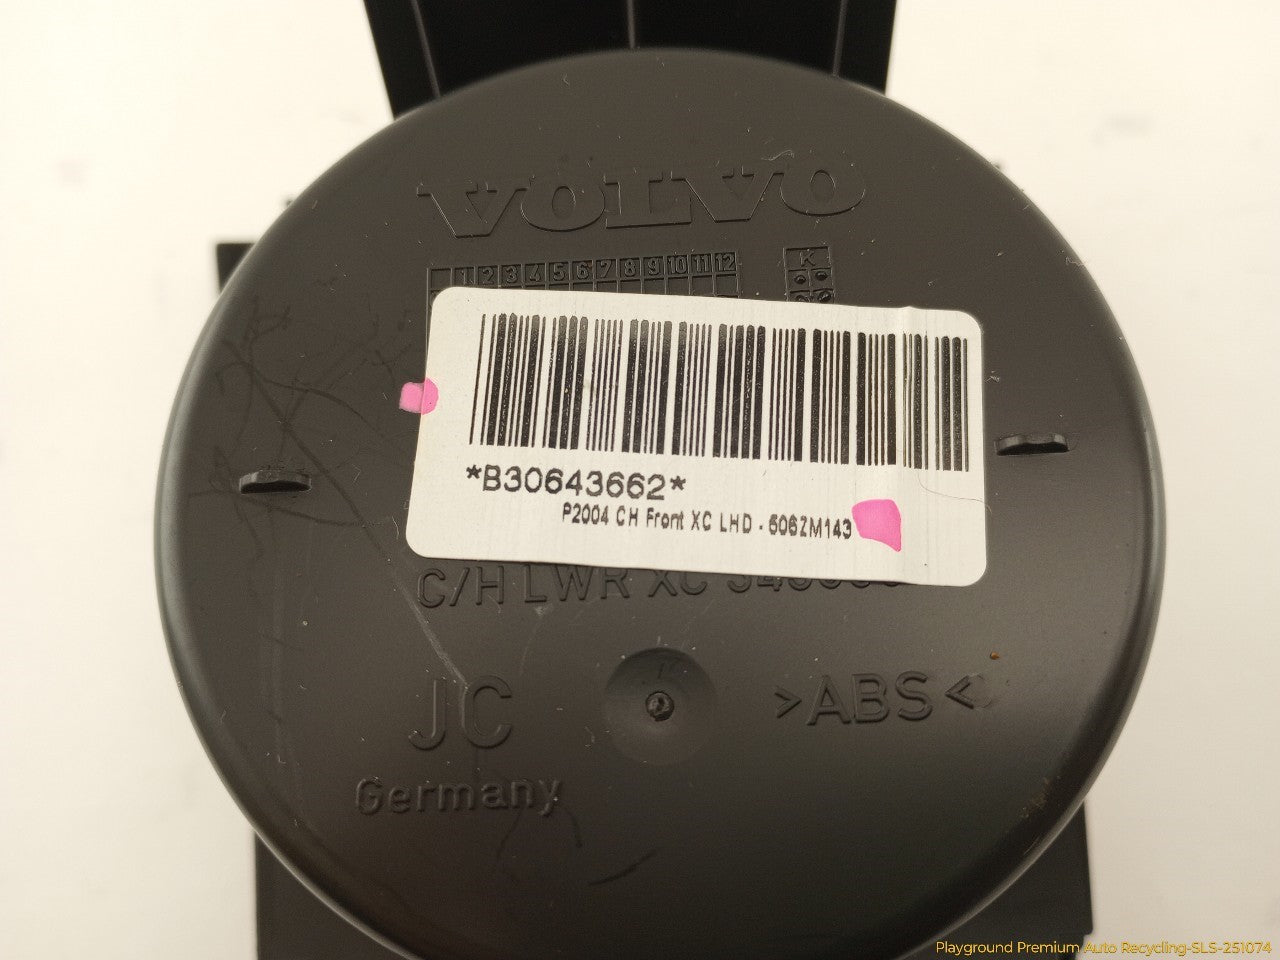 VOLVO
1 2 3 4 5 6 7 8 9 10 11 12
K
*B30643662*
P2004 CH Front XC LHD - 606ZM143
C/H LWR XC
JC
>ABS<
Germany
Playground Premium Auto Recycling-SLS-251074